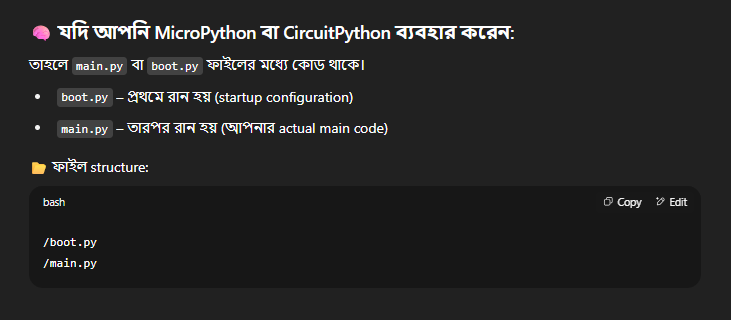 🧠 যদি আপনি MicroPython বা CircuitPython ব্যবহার করেন:
তাহলে main.py বা boot.py ফাইলের মধ্যে কোড থাকে।
• boot.py – প্রথমে রান হয় (startup configuration)
• main.py – তারপর রান হয় (আপনার actual main code)
📂 ফাইল structure:
bash Copy Edit
/boot.py
/main.py